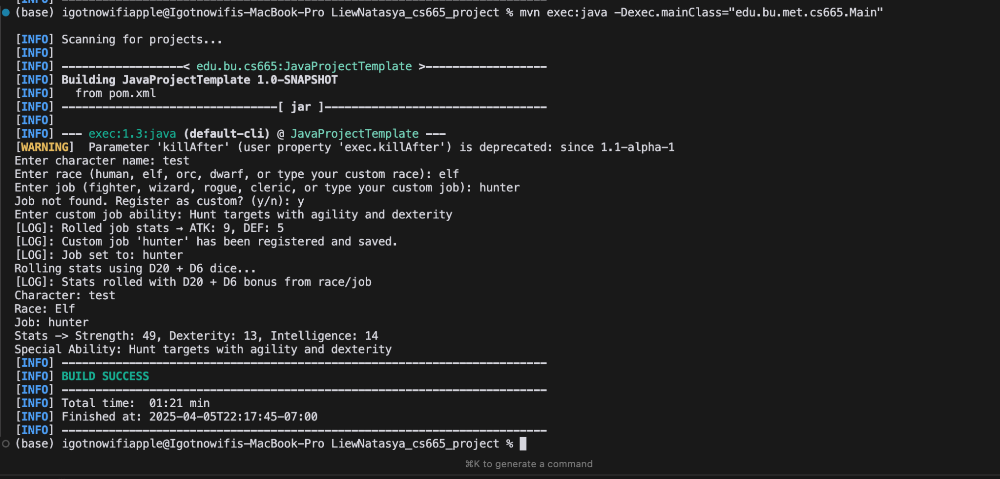 (base) igotnowifiapple@Igotnowifis-MacBook-Pro LiewNatasya_cs665_project % mvn exec:java -Dexec.mainClass="edu.bu.met.cs665.Main"
[INFO] Scanning for projects...
[INFO]
[INFO] ------------------< edu.bu.cs665:JavaProjectTemplate >------------------
[INFO] Building JavaProjectTemplate 1.0-SNAPSHOT
[INFO]   from pom.xml
[INFO] --------------------------------[ jar ]---------------------------------
[INFO]
[INFO] --- exec:1.3:java (default-cli) @ JavaProjectTemplate ---
[WARNING]  Parameter 'killAfter' (user property 'exec.killAfter') is deprecated: since 1.1-alpha-1
Enter character name: test
Enter race (human, elf, orc, dwarf, or type your custom race): elf
Enter job (fighter, wizard, rogue, cleric, or type your custom job): hunter
Job not found. Register as custom? (y/n): y
Enter custom job ability: Hunt targets with agility and dexterity
[LOG]: Rolled job stats → ATK: 9, DEF: 5
[LOG]: Custom job 'hunter' has been registered and saved.
[LOG]: Job set to: hunter
Rolling stats using D20 + D6 dice...
[LOG]: Stats rolled with D20 + D6 bonus from race/job
Character: test
Race: Elf
Job: hunter
Stats -> Strength: 49, Dexterity: 13, Intelligence: 14
Special Ability: Hunt targets with agility and dexterity
[INFO] ------------------------------------------------------------------------
[INFO] BUILD SUCCESS
[INFO] ------------------------------------------------------------------------
[INFO] Total time:  01:21 min
[INFO] Finished at: 2025-04-05T22:17:45-07:00
[INFO] ------------------------------------------------------------------------
(base) igotnowifiapple@Igotnowifis-MacBook-Pro LiewNatasya_cs665_project %
⌘K to generate a command